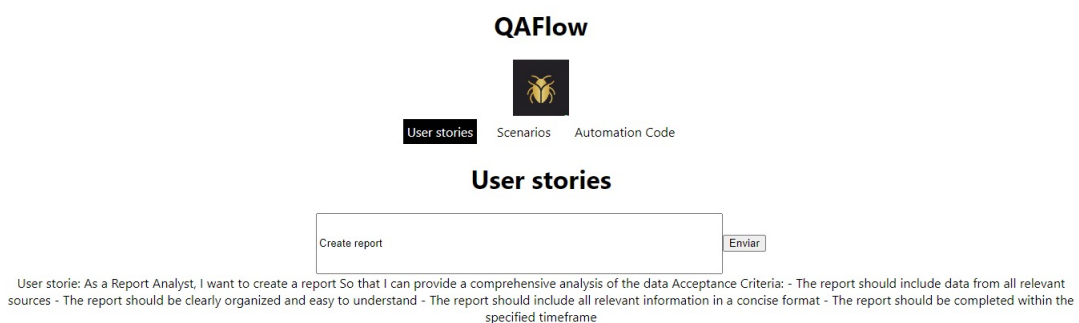 QAFlow
User stories Scenarios Automation Code
User stories
Create report Enviar
User storie: As a Report Analyst, I want to create a report So that I can provide a comprehensive analysis of the data Acceptance Criteria: - The report should include data from all relevant
sources - The report should be clearly organized and easy to understand - The report should include all relevant information in a concise format - The report should be completed within the
specified timeframe